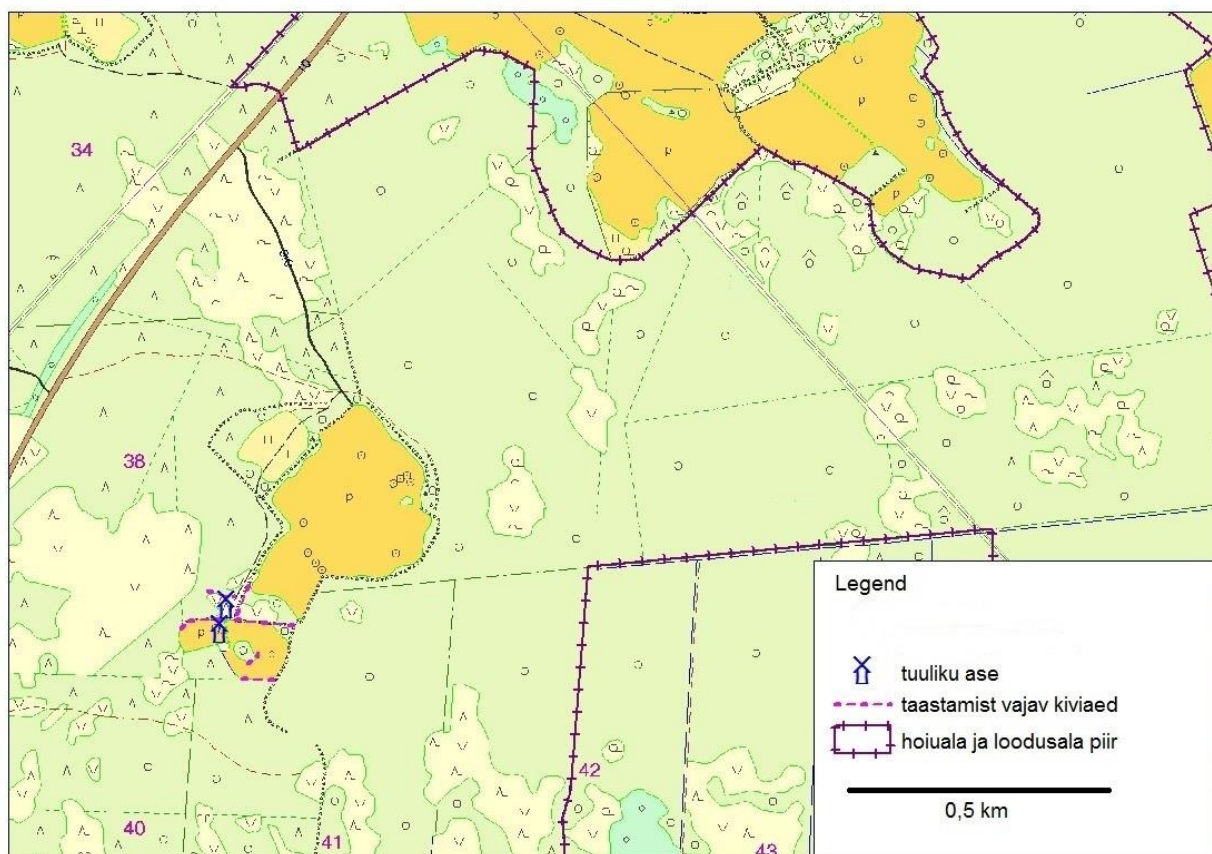 34
38
Legend
tuuliku ase
taastamist vajav kiviaed
hoiuala ja loodusala piir
0,5 km
42
40
41
43